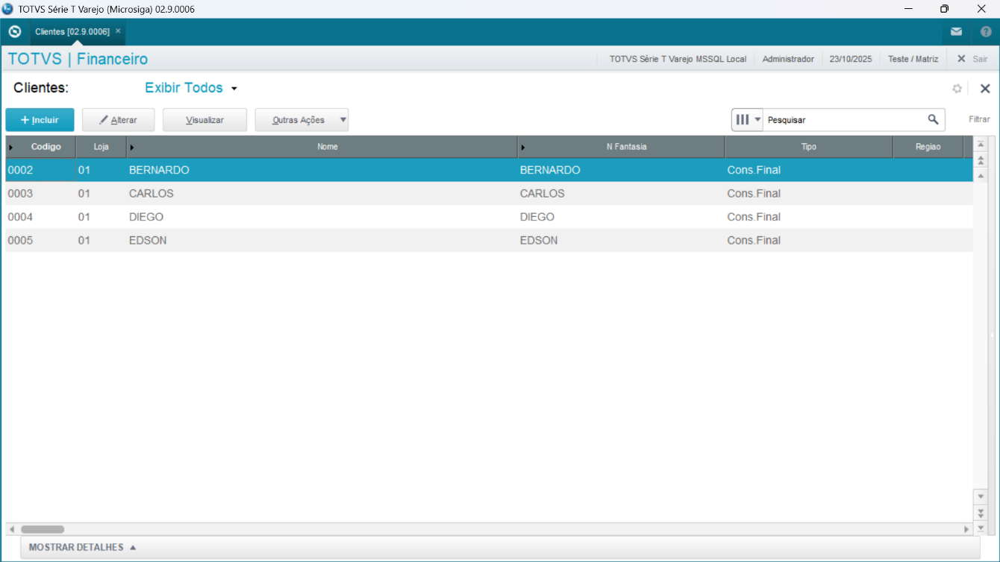 TOTVS Série T Varejo (Microsiga) 02.9.0006
Clientes [02.9.0006] ×
TOTVS | Financeiro TOTVS Série T Varejo MSSQL Local Administrador 23/10/2025 Teste / Matriz Sair
Clientes: Exibir Todos
+ Incluir Alterar Visualizar Outras Ações Pesquisar Filtrar
Codigo Loja Nome N Fantasia Tipo Regiao
0002 01 BERNARDO BERNARDO Cons.Final
0003 01 CARLOS CARLOS Cons.Final
0004 01 DIEGO DIEGO Cons.Final
0005 01 EDSON EDSON Cons.Final
MOSTRAR DETALHES